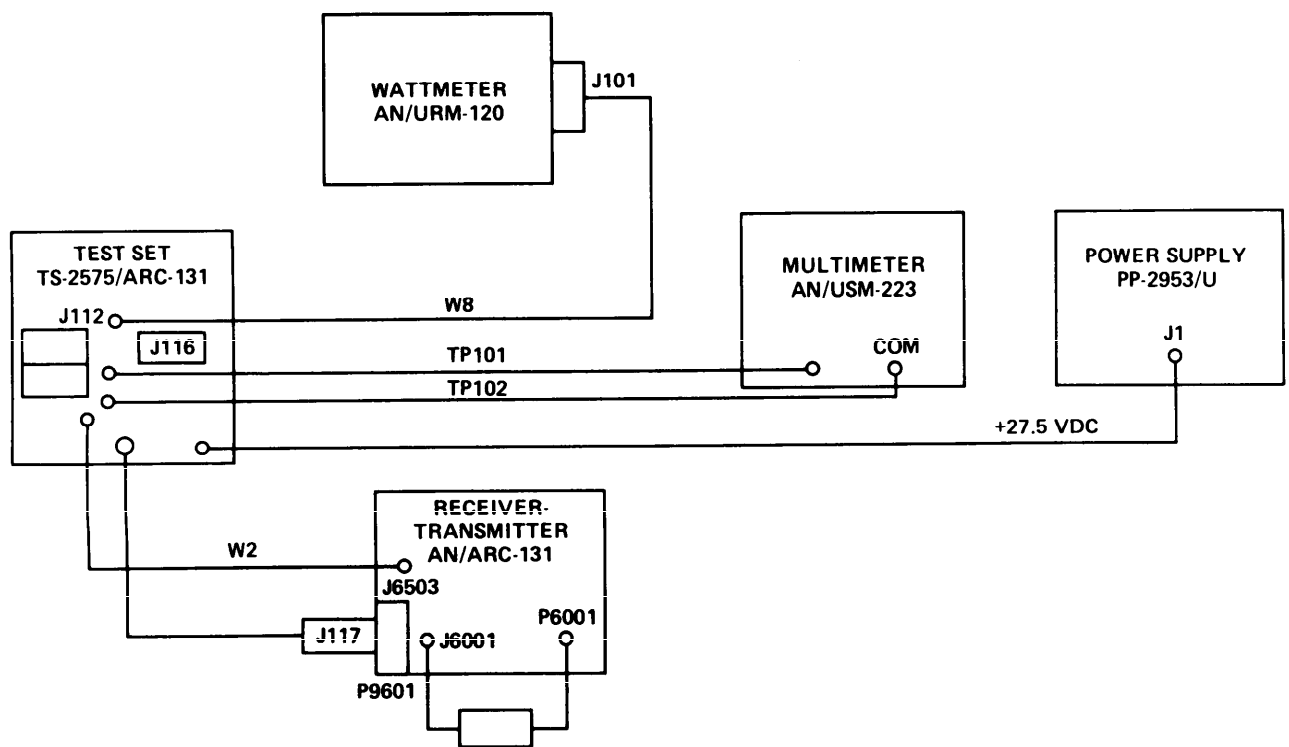 WATTMETER
AN/URM-120
J101
TEST SET
TS-2575/ARC-131
J112
J116
W8
TP101
TP102
MULTIMETER
AN/USM-223
COM
POWER SUPPLY
PP-2953/U
J1
+27.5 VDC
W2
RECEIVER-
TRANSMITTER
AN/ARC-131
J6503
J117
P9601
J6001
P6001